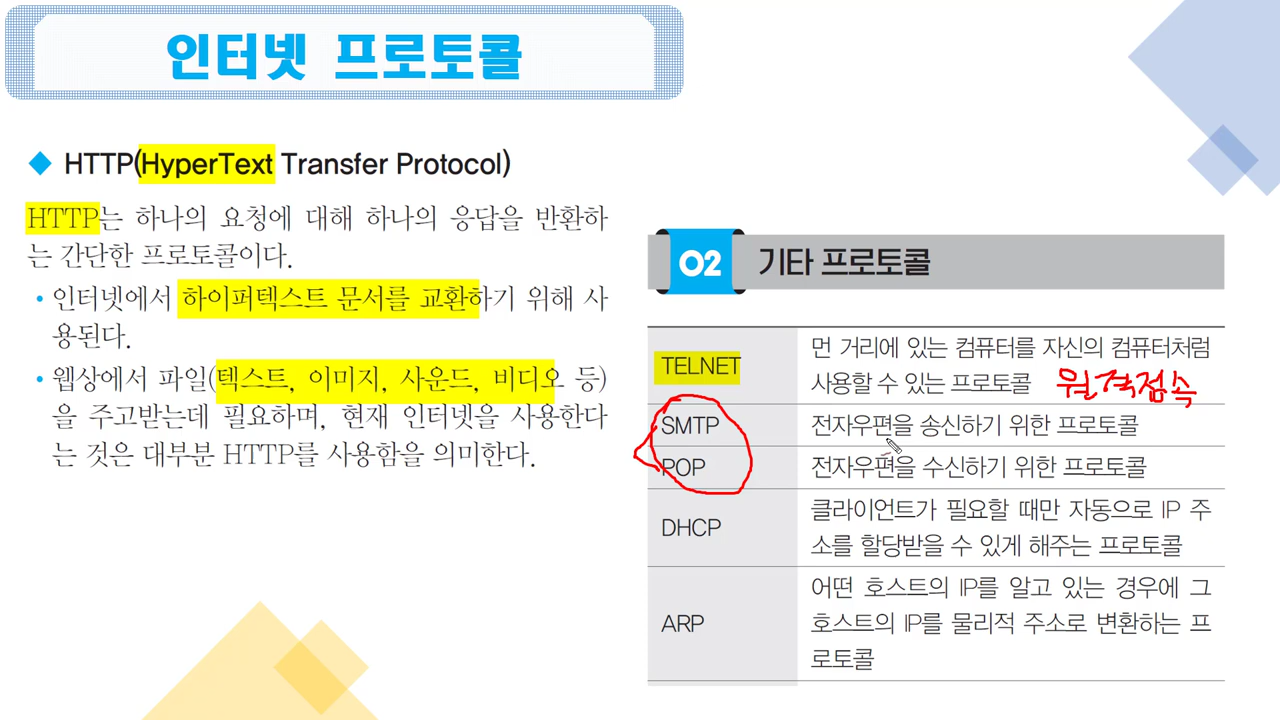 인터넷 프로토콜
HTTP(HyperText Transfer Protocol)
HTTP는 하나의 요청에 대해 하나의 응답을 반환하
는 간단한 프로토콜이다.
• 인터넷에서 하이퍼텍스트 문서를 교환하기 위해 사
용된다.
• 웹상에서 파일(텍스트, 이미지, 사운드, 비디오 등)
을 주고받는데 필요하며, 현재 인터넷을 사용한다
는 것은 대부분 HTTP를 사용함을 의미한다.
02 기타 프로토콜
TELNET
먼 거리에 있는 컴퓨터를 자신의 컴퓨터처럼
사용할 수 있는 프로토콜 원격접속
SMTP 전자우편을 송신하기 위한 프로토콜
POP 전자우편을 수신하기 위한 프로토콜
DHCP
클라이언트가 필요할 때만 자동으로 IP 주
소를 할당받을 수 있게 해주는 프로토콜
ARP
어떤 호스트의 IP를 알고 있는 경우에 그
호스트의 IP를 물리적 주소로 변환하는 프
로토콜